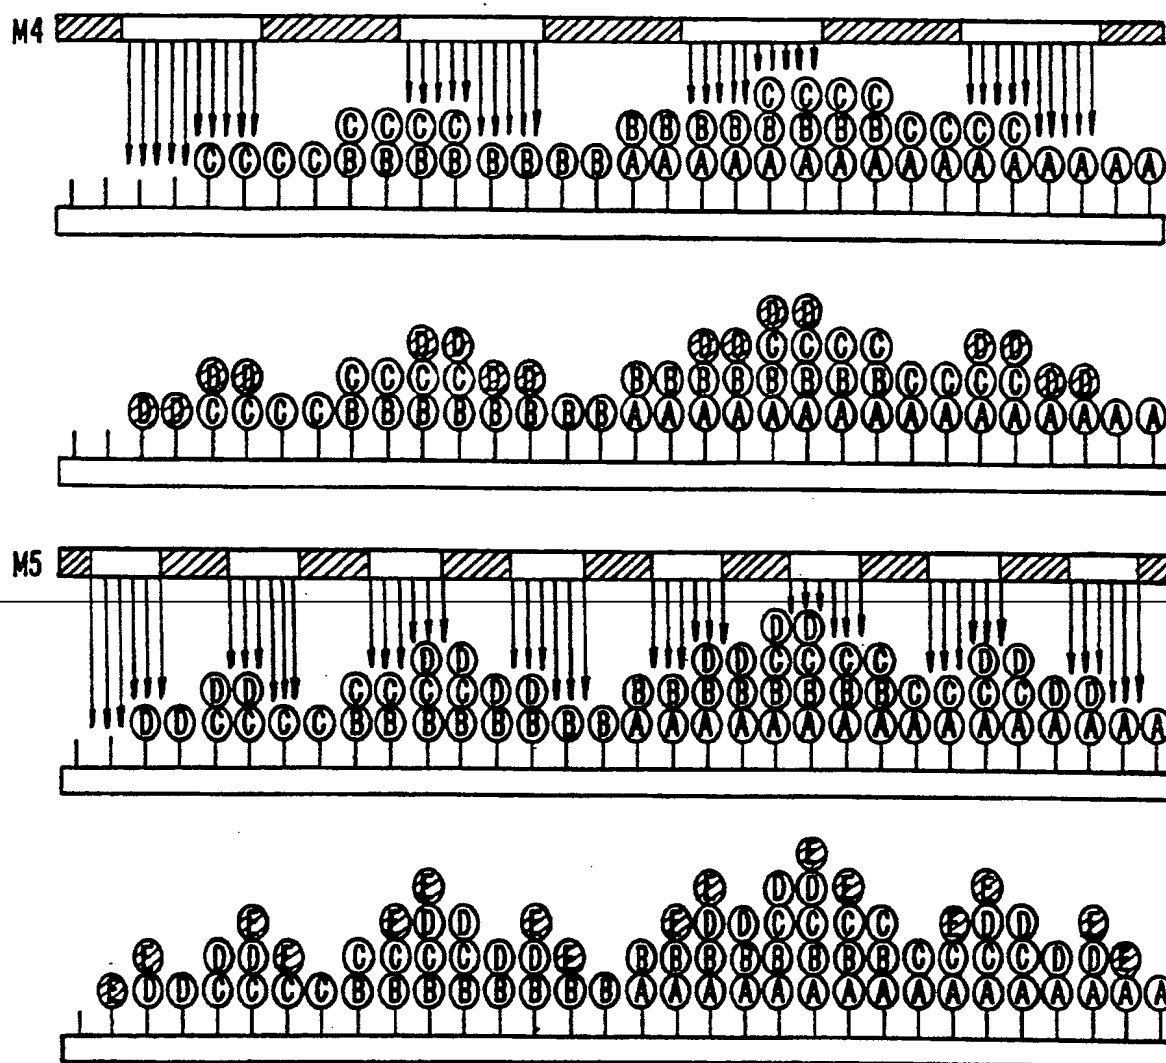 M4
C C C C
C C C C B B B B B B B B C C C C
C C C C B B B B B B B B A A A A A A A A A A A A A A A A
D D
D D D D C C C C D D
D D C C C C D D B B B B B B B B C C C C D D
D D C C C C B B B B B B B B A A A A A A A A A A A A A A A A
M5
D D
D D D D C C C C D D
D D C C C C D D B B B B B B B B C C C C D D
D D C C C C B B B B B B B B A A A A A A A A A A A A A A A A
E
E E D D E E
E E D D E E D D C C C C E D D E
E D D E C C C C D D E B B B B B B B B C C C C D D E
E D D C C C C B B B B B B B B A A A A A A A A A A A A A A A A